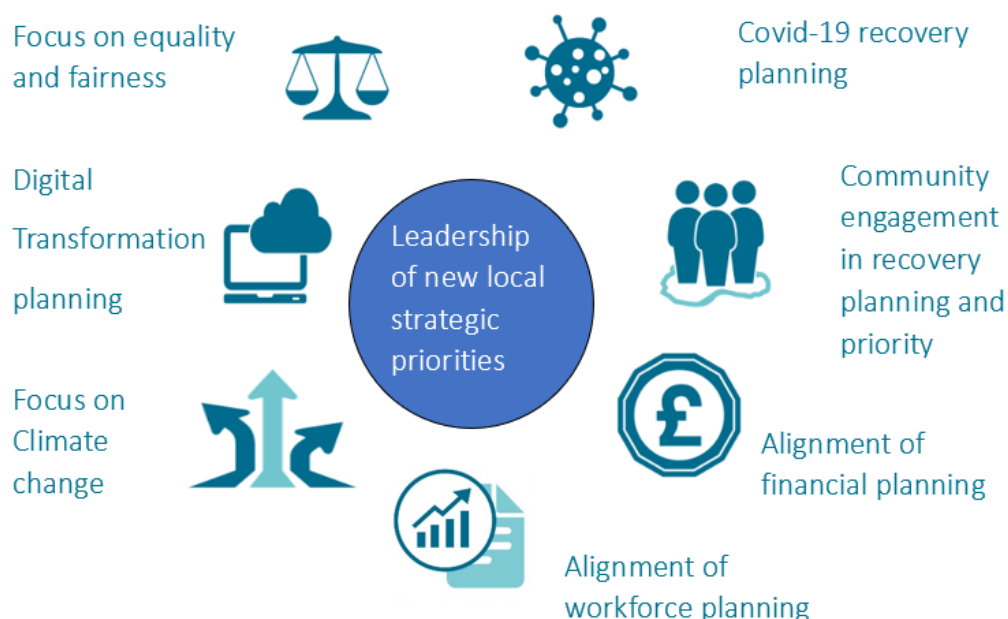 Focus on equality
and fairness
Covid-19 recovery
planning
Digital
Transformation
planning
Leadership
of new local
strategic
priorities
Community
engagement
in recovery
planning and
priority
Focus on
Climate
change
£
Alignment of
financial planning
Alignment of
workforce planning